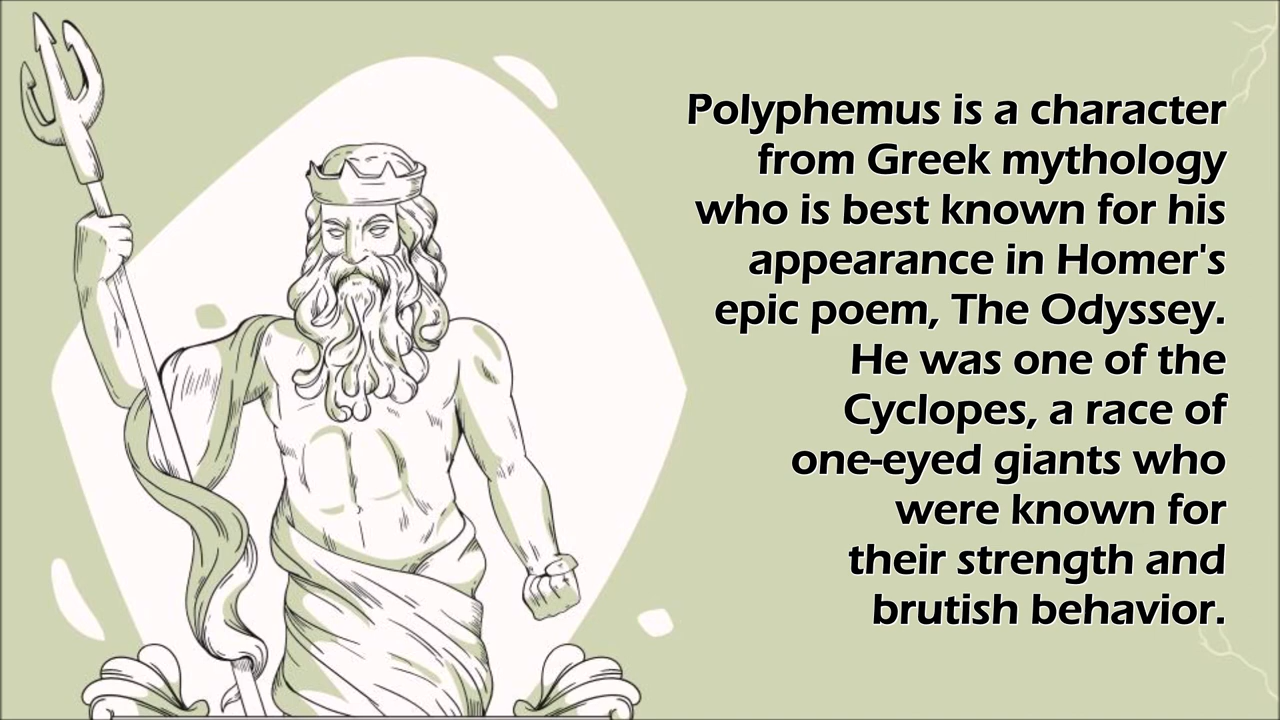 Polyphemus is a character
from Greek mythology
who is best known for his
appearance in Homer's
epic poem, The Odyssey.
He was one of the
Cyclopes, a race of
one-eyed giants who
were known for
their strength and
brutish behavior.